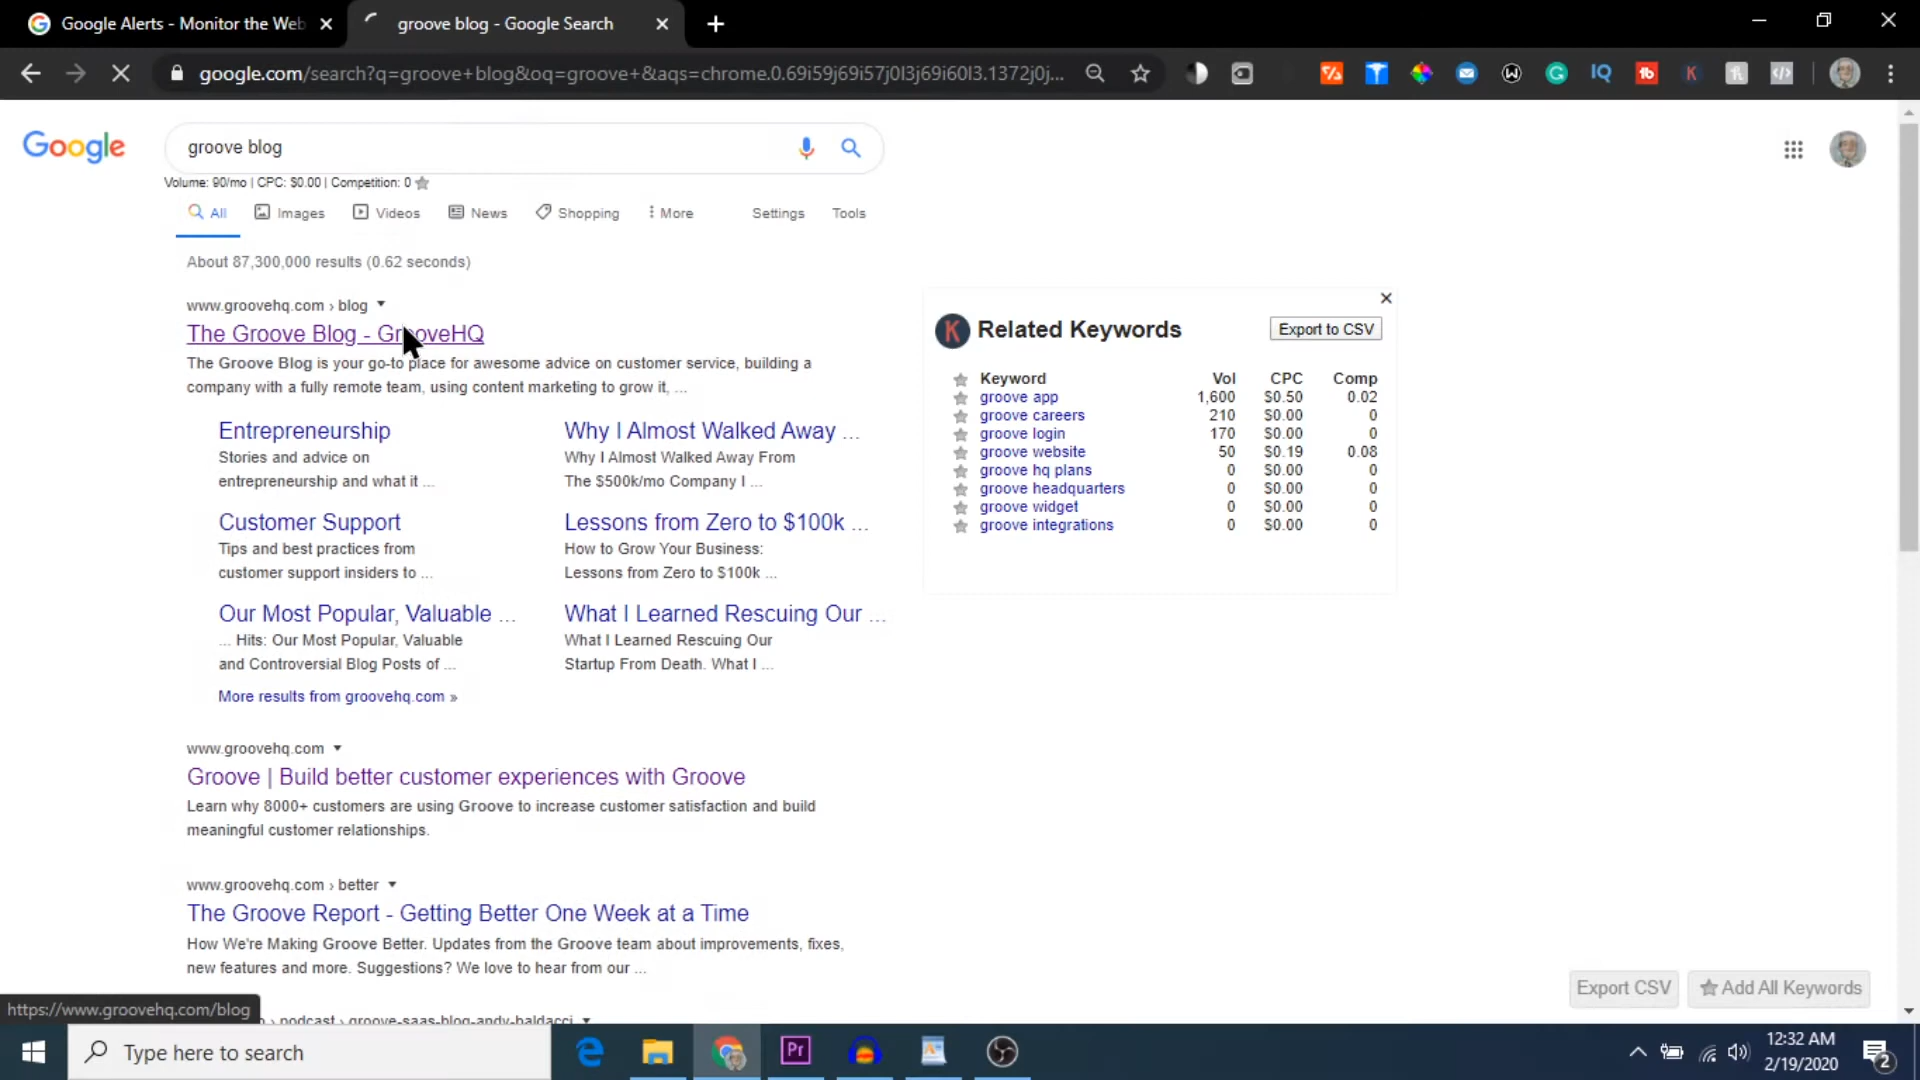 Google Alerts - Monitor the Web
groove blog - Google Search
google.com/search?q=groove+blog&oq=groove+&aqs=chrome.0.69i59j69i57j0l3j69i60l3.1372j0j...
Google
groove blog
Volume: 90/mo | CPC: $0.00 | Competition: 0
All Images Videos News Shopping More Settings Tools
About 87,300,000 results (0.62 seconds)
www.groovehq.com › blog
The Groove Blog - GrooveHQ
The Groove Blog is your go-to place for awesome advice on customer service, building a
company with a fully remote team, using content marketing to grow it, ...
Entrepreneurship
Stories and advice on
entrepreneurship and what it ...
Why I Almost Walked Away ...
Why I Almost Walked Away From
The $500k/mo Company I ...
Customer Support
Tips and best practices from
customer support insiders to ...
Lessons from Zero to $100k ...
How to Grow Your Business:
Lessons from Zero to $100k ...
Our Most Popular, Valuable ...
... Hits: Our Most Popular, Valuable
and Controversial Blog Posts of ...
What I Learned Rescuing Our ...
What I Learned Rescuing Our
Startup From Death. What I ...
More results from groovehq.com »
www.groovehq.com
Groove | Build better customer experiences with Groove
Learn why 8000+ customers are using Groove to increase customer satisfaction and build
meaningful customer relationships.
www.groovehq.com › better
The Groove Report - Getting Better One Week at a Time
How We're Making Groove Better. Updates from the Groove team about improvements, fixes,
new features and more. Suggestions? We love to hear from our ...
› podcast › groove-saas-blog-andy-baldacci
K Related Keywords Export to CSV
Keyword Vol CPC Comp
groove app 1,600 $0.50 0.02
groove careers 210 $0.00 0
groove login 170 $0.00 0
groove website 50 $0.19 0.08
groove hq plans 0 $0.00 0
groove headquarters 0 $0.00 0
groove widget 0 $0.00 0
groove integrations 0 $0.00 0
Export CSV Add All Keywords
https://www.groovehq.com/blog
Type here to search
Pr
12:32 AM
2/19/2020
2